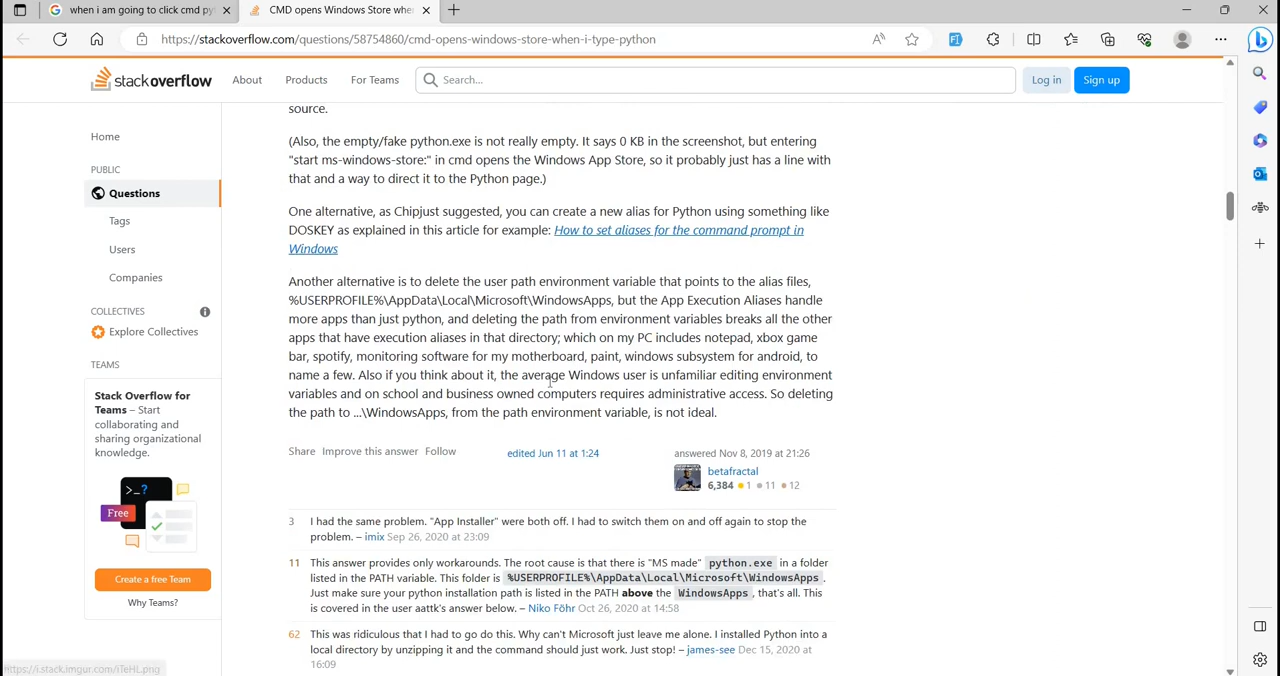 when i am going to click cmd py
CMD opens Windows Store whe
https://stackoverflow.com/questions/58754860/cmd-opens-windows-store-when-i-type-python
stackoverflow
About
Products
For Teams
Search...
Log in
Sign up
Home
PUBLIC
Questions
Tags
Users
Companies
COLLECTIVES
Explore Collectives
TEAMS
Stack Overflow for
Teams – Start
collaborating and
sharing organizational
knowledge.
>_?
Free
Create a free Team
Why Teams?
source.
(Also, the empty/fake python.exe is not really empty. It says 0 KB in the screenshot, but entering
"start ms-windows-store:" in cmd opens the Windows App Store, so it probably just has a line with
that and a way to direct it to the Python page.)
One alternative, as Chipjust suggested, you can create a new alias for Python using something like
DOSKEY as explained in this article for example: How to set aliases for the command prompt in
Windows
Another alternative is to delete the user path environment variable that points to the alias files,
%USERPROFILE%\AppData\Local\Microsoft\WindowsApps, but the App Execution Aliases handle
more apps than just python, and deleting the path from environment variables breaks all the other
apps that have execution aliases in that directory; which on my PC includes notepad, xbox game
bar, spotify, monitoring software for my motherboard, paint, windows subsystem for android, to
name a few. Also if you think about it, the average Windows user is unfamiliar editing environment
variables and on school and business owned computers requires administrative access. So deleting
the path to ...\WindowsApps, from the path environment variable, is not ideal.
Share Improve this answer Follow
edited Jun 11 at 1:24
answered Nov 8, 2019 at 21:26
betafractal
6,384 1 11 12
3 I had the same problem. "App Installer" were both off. I had to switch them on and off again to stop the
problem. – imix Sep 26, 2020 at 23:09
11 This answer provides only workarounds. The root cause is that there is "MS made" python.exe in a folder
listed in the PATH variable. This folder is %USERPROFILE%\AppData\Local\Microsoft\WindowsApps.
Just make sure your python installation path is listed in the PATH above the WindowsApps, that's all. This
is covered in the user aattk's answer below. – Niko Föhr Oct 26, 2020 at 14:58
62 This was ridiculous that I had to go do this. Why can't Microsoft just leave me alone. I installed Python into a
local directory by unzipping it and the command should just work. Just stop! – james-see Dec 15, 2020 at
16:09
https://i.stack.imgur.com/iTeHL.png